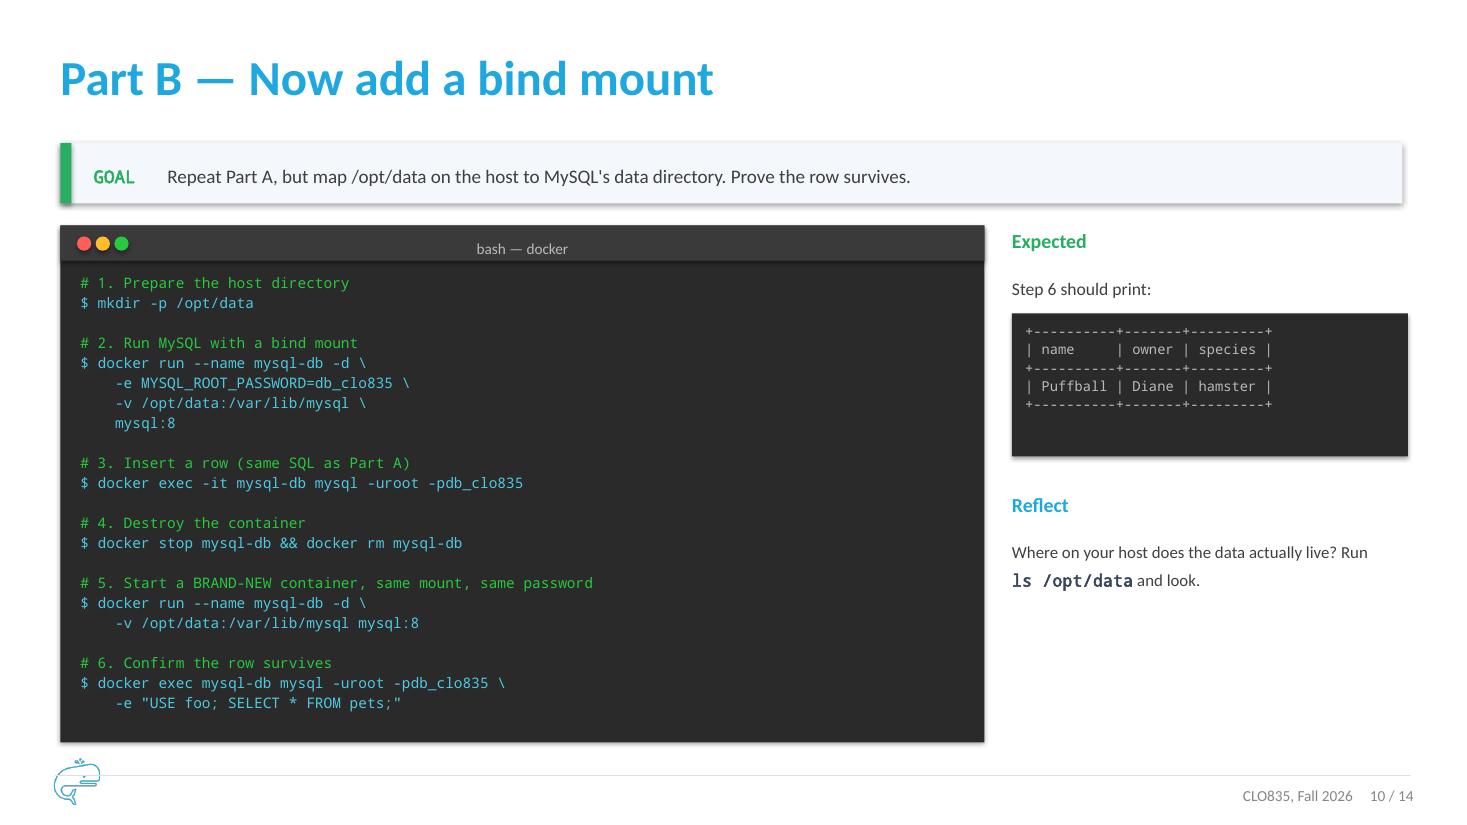 Part B — Now add a bind mount
GOAL Repeat Part A, but map /opt/data on the host to MySQL's data directory. Prove the row survives.
bash — docker
# 1. Prepare the host directory
$ mkdir -p /opt/data
# 2. Run MySQL with a bind mount
$ docker run --name mysql-db -d \
    -e MYSQL_ROOT_PASSWORD=db_clo835 \
    -v /opt/data:/var/lib/mysql \
    mysql:8
# 3. Insert a row (same SQL as Part A)
$ docker exec -it mysql-db mysql -uroot -pdb_clo835
# 4. Destroy the container
$ docker stop mysql-db && docker rm mysql-db
# 5. Start a BRAND-NEW container, same mount, same password
$ docker run --name mysql-db -d \
    -v /opt/data:/var/lib/mysql mysql:8
# 6. Confirm the row survives
$ docker exec mysql-db mysql -uroot -pdb_clo835 \
    -e "USE foo; SELECT * FROM pets;"
Expected
Step 6 should print:
+----------+-------+---------+
| name     | owner | species |
+----------+-------+---------+
| Puffball | Diane | hamster |
+----------+-------+---------+
Reflect
Where on your host does the data actually live? Run
ls /opt/data and look.
CLO835, Fall 2026 10 / 14